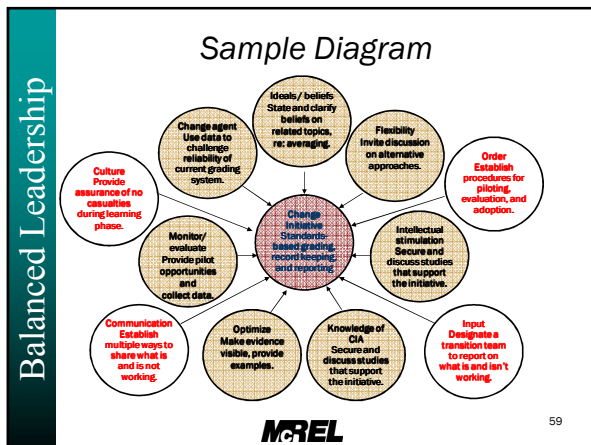 Balanced Leadership
Sample Diagram
Ideals / beliefs
State and clarify
beliefs on
related topics,
re: averaging.
Change agent
Use data to
challenge
reliability of
current grading
system.
Flexibility
Invite discussion
on alternative
approaches.
Culture
Provide
assurance of no
casualties
during learning
phase.
Order
Establish
procedures for
piloting,
evaluation, and
adoption.
Change
Initiative
Standards-
based grading,
record keeping,
and reporting
Monitor/
evaluate
Provide pilot
opportunities
and
collect data.
Intellectual
stimulation
Secure and
discuss studies
that support
the initiative.
Communication
Establish
multiple ways to
share what is
and is not
working.
Optimize
Make evidence
visible, provide
examples.
Knowledge of
CIA
Secure and
discuss studies
that support
the initiative.
Input
Designate a
transition team
to report on
what is and isn't
working.
McREL
59